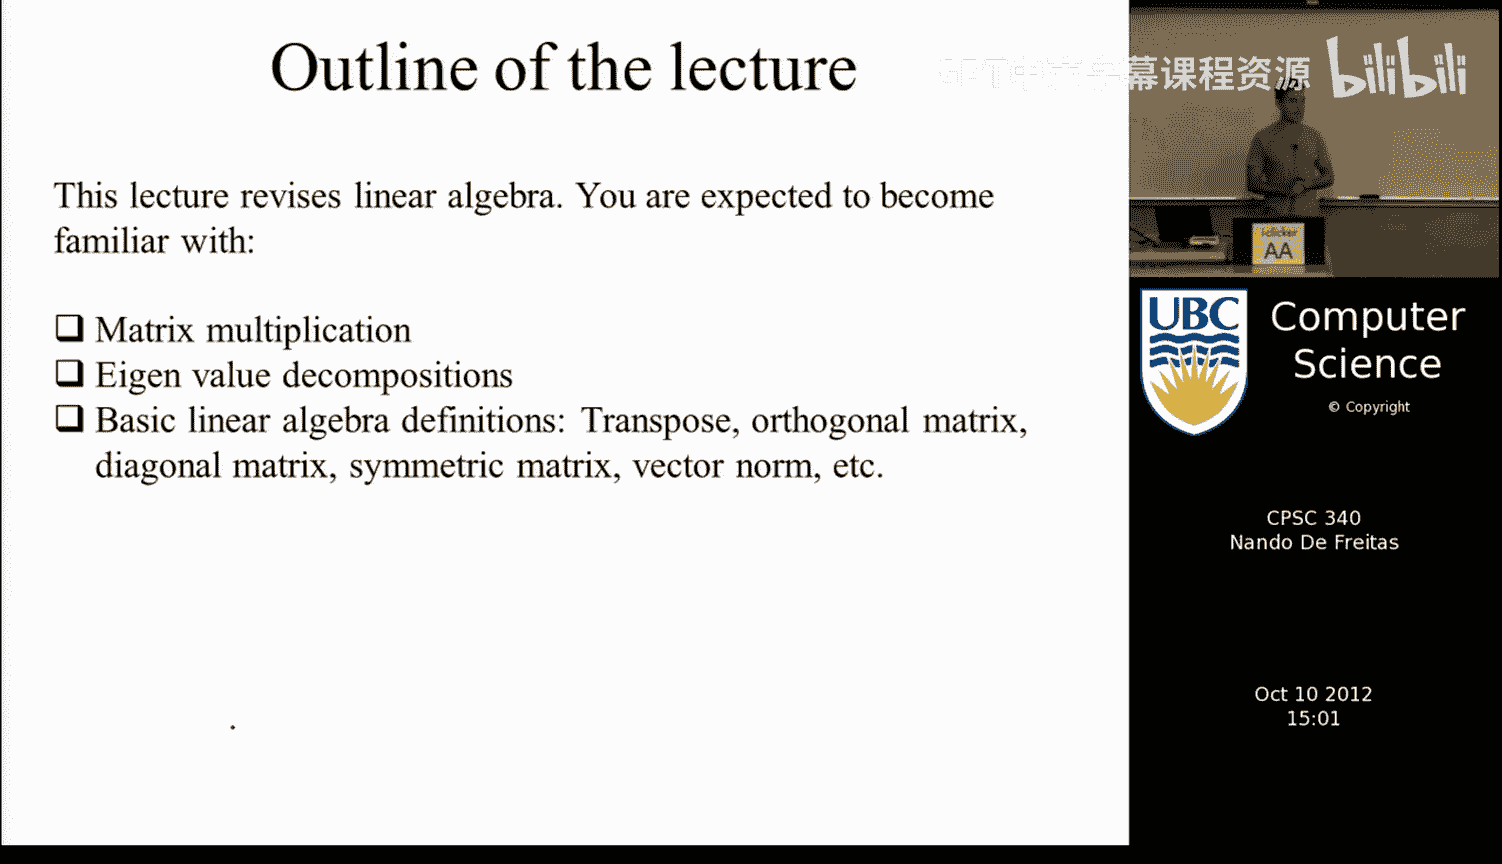 Outline of the lecture
This lecture revises linear algebra. You are expected to become
familiar with:
❑ Matrix multiplication
❑ Eigen value decompositions
❑ Basic linear algebra definitions: Transpose, orthogonal matrix,
diagonal matrix, symmetric matrix, vector norm, etc.
字幕课程资源 bilibili
AA
UBC
Computer
Science
© Copyright
CPSC 340
Nando De Freitas
Oct 10 2012
15:01